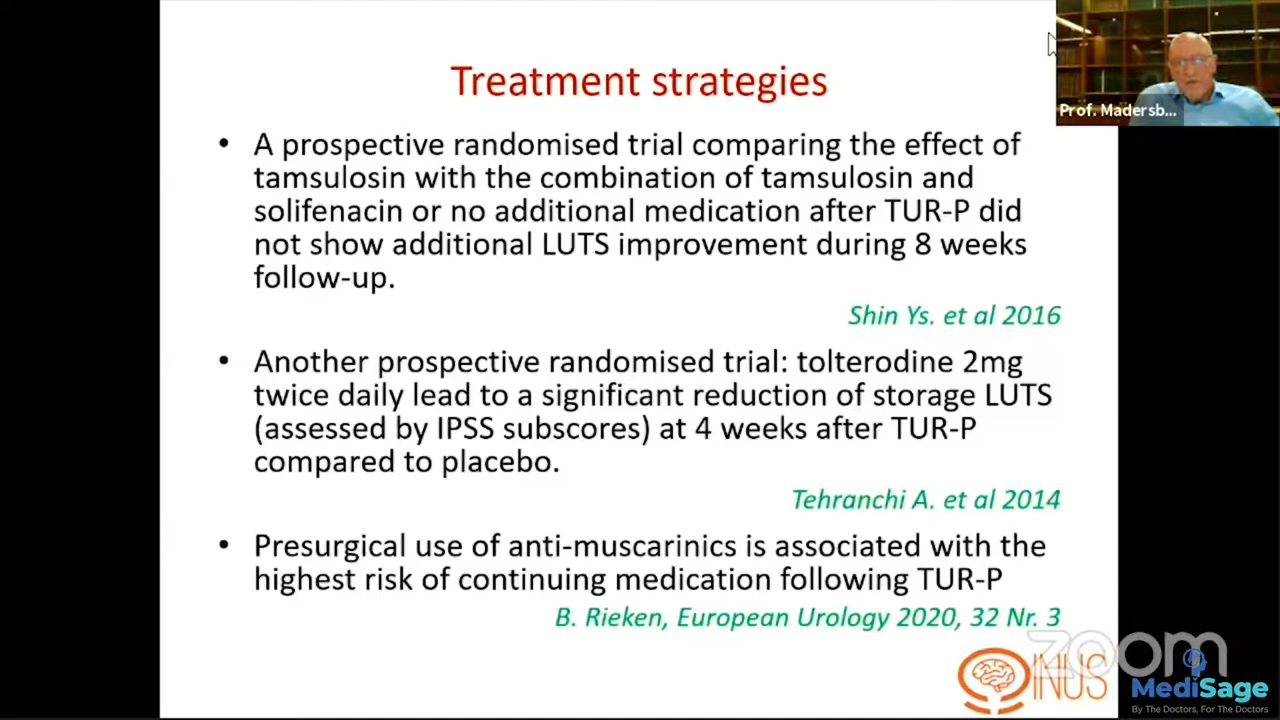 Treatment strategies
Prof. Madersb...
• A prospective randomised trial comparing the effect of
tamsulosin with the combination of tamsulosin and
solifenacin or no additional medication after TUR-P did
not show additional LUTS improvement during 8 weeks
follow-up.
Shin Ys. et al 2016
• Another prospective randomised trial: tolterodine 2mg
twice daily lead to a significant reduction of storage LUTS
(assessed by IPSS subscores) at 4 weeks after TUR-P
compared to placebo.
Tehranchi A. et al 2014
• Presurgical use of anti-muscarinics is associated with the
highest risk of continuing medication following TUR-P
B. Rieken, European Urology 2020, 32 Nr. 3
zoom
INUS
MediSage
By The Doctors, For The Doctors